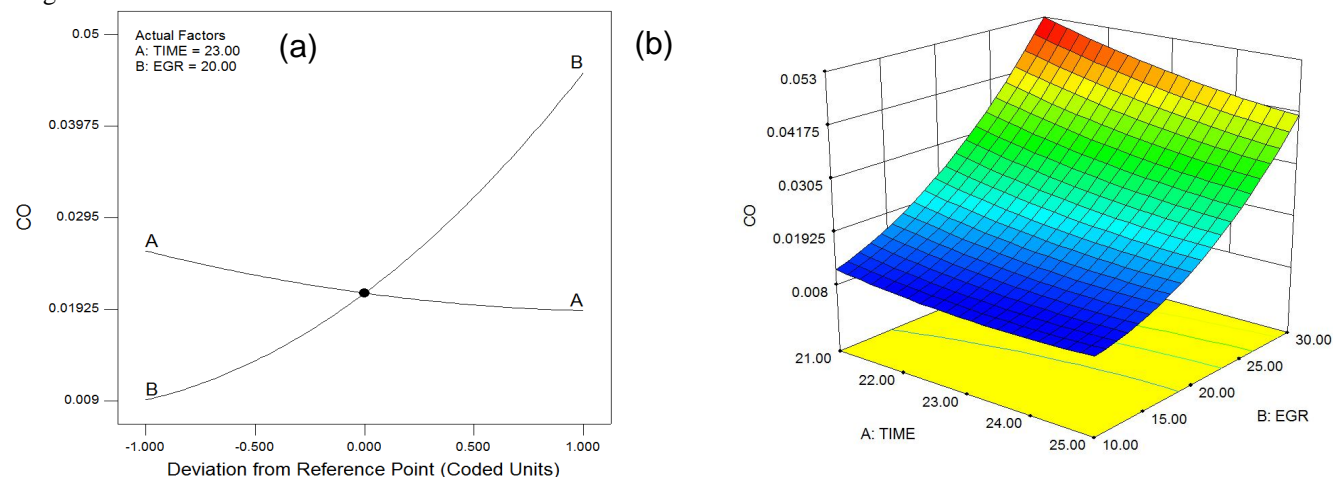 0.05
Actual Factors
A: TIME = 23.00
B: EGR = 20.00
(a)
B
0.03975
CO
0.0295
A
A
0.01925
B
0.009
-1.000 -0.500 0.000 0.500 1.000
Deviation from Reference Point (Coded Units)
(b)
0.053
0.04175
0.0305
CO
0.01925
0.008
21.00
22.00
23.00
24.00
25.00
A: TIME
30.00
25.00
20.00
15.00
10.00
B: EGR